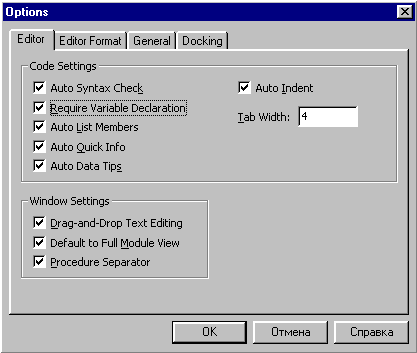 Options
Editor Editor Format General Docking
Code Settings
Auto Syntax Check Auto Indent
Require Variable Declaration Tab Width: 4
Auto List Members
Auto Quick Info
Auto Data Tips
Window Settings
Drag-and-Drop Text Editing
Default to Full Module View
Procedure Separator
OK Отмена Справка